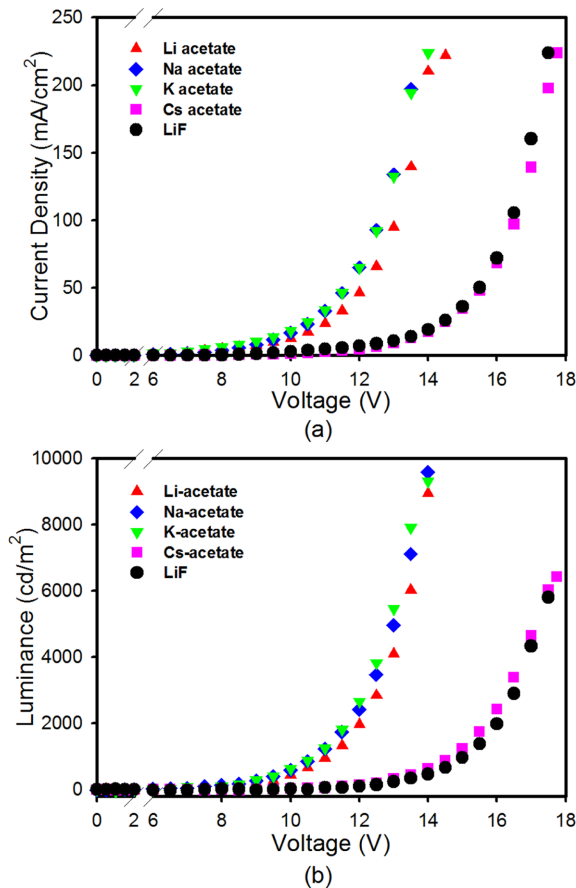 250
200
150
100
50
0
Current Density (mA/cm²)
Li acetate
Na acetate
K acetate
Cs acetate
LiF
0 2 6 8 10 12 14 16 18
Voltage (V)
(a)
10000
8000
6000
4000
2000
0
Luminance (cd/m²)
Li-acetate
Na-acetate
K-acetate
Cs-acetate
LiF
0 2 6 8 10 12 14 16 18
Voltage (V)
(b)